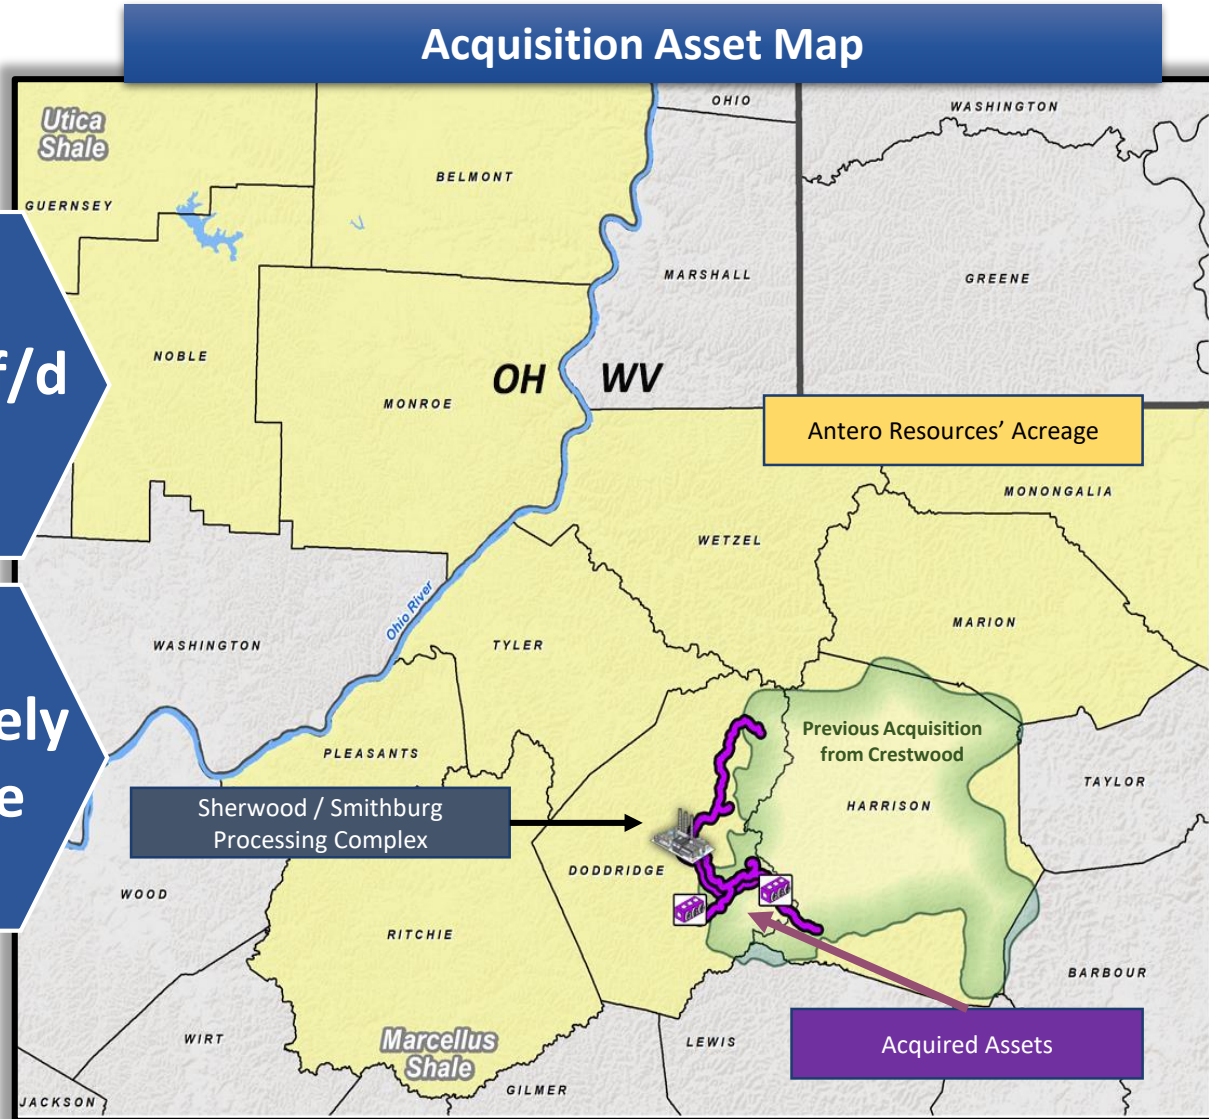 Acquisition Asset Map
Utica
Shale
OHIO
WASHINGTON
BELMONT
GUERNSEY
MARSHALL
GREENE
f/d
NOBLE
OH
WV
MONROE
Antero Resources’ Acreage
MONONGALIA
WETZEL
Ohio River
MARION
WASHINGTON
TYLER
ely
e
PLEASANTS
Previous Acquisition
from Crestwood
TAYLOR
HARRISON
Sherwood / Smithburg
Processing Complex
DODDRIDGE
WOOD
RITCHIE
BARBOUR
WIRT
Marcellus
Shale
LEWIS
Acquired Assets
GILMER
JACKSON